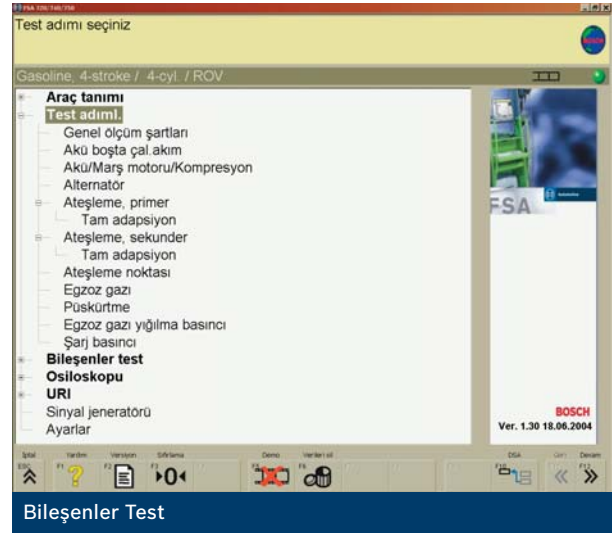 FSA 720/740/750
Test adımı seçiniz
BOSCH
Gasoline, 4-stroke / 4-cyl. / ROV
Araç tanımı
Test adıml.
Genel ölçüm şartları
Akü boşta çal.akım
Akü/Marş motoru/Kompresyon
Alternatör
Ateşleme, primer
Tam adapsiyon
Ateşleme, sekunder
Tam adapsiyon
Ateşleme noktası
Egzoz gazı
Püskürtme
Egzoz gazı yığılma basıncı
Şarj basıncı
Bileşenler test
Osiloskopu
URI
Sinyal jeneratörü
Ayarlar
FSA
BOSCH
Ver. 1.30 18.06.2004
İptal Yardım Versiyon Sıfırlama Demo Verileri sil DSA Geri Devam
ESC F1 F2 F3 F5 F6 F10 F12
Bileşenler Test